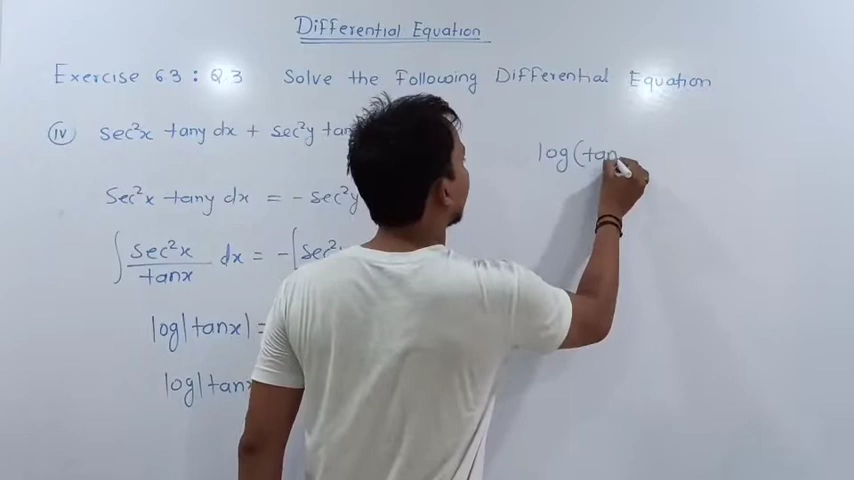 Differential Equation
Exercise 6.3 : Q.3 Solve the Following Differential Equation
iv sec²x tany dx + sec²y tan
sec²x tany dx = - sec²y
∫ sec²x / tanx dx = - ∫ sec²
log|tanx| =
log|tan
log(tan